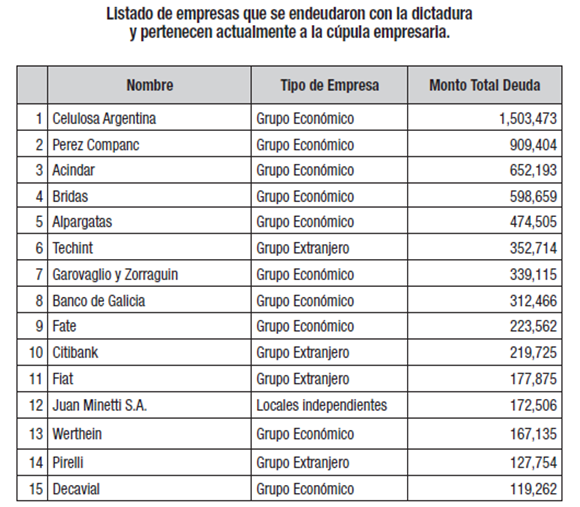 Listado de empresas que se endeudaron con la dictadura
y pertenecen actualmente a la cúpula empresaria.
Nombre Tipo de Empresa Monto Total Deuda
1 Celulosa Argentina Grupo Económico 1,503,473
2 Perez Companc Grupo Económico 909,404
3 Acindar Grupo Económico 652,193
4 Bridas Grupo Económico 598,659
5 Alpargatas Grupo Económico 474,505
6 Techint Grupo Extranjero 352,714
7 Garovaglio y Zorraguin Grupo Económico 339,115
8 Banco de Galicia Grupo Económico 312,466
9 Fate Grupo Económico 223,562
10 Citibank Grupo Extranjero 219,725
11 Fiat Grupo Extranjero 177,875
12 Juan Minetti S.A. Locales independientes 172,506
13 Werthein Grupo Económico 167,135
14 Pirelli Grupo Extranjero 127,754
15 Decavial Grupo Económico 119,262